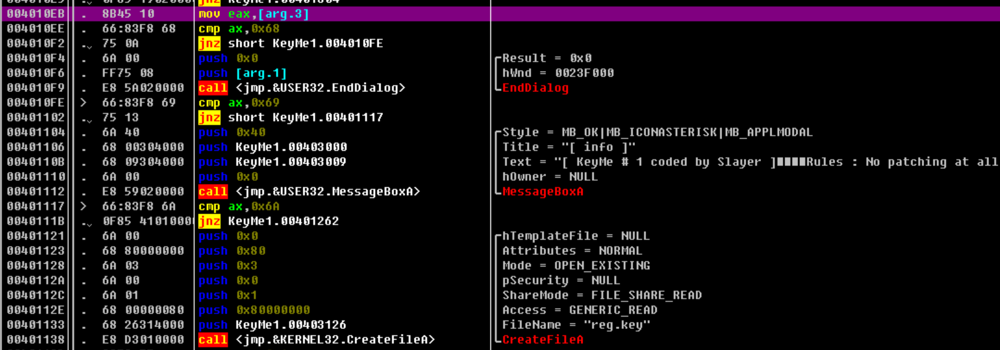 004010EB . 8B45 10 mov eax,[arg.3]
004010EE . 66:83F8 68 cmp ax,0x68
004010F2 .⌄ 75 0A jnz short KeyMe1.004010FE
004010F4 . 6A 00 push 0x0 Result = 0x0
004010F6 . FF75 08 push [arg.1] hWnd = 0023F000
004010F9 . E8 5A020000 call <jmp.&USER32.EndDialog> EndDialog
004010FE > 66:83F8 69 cmp ax,0x69
00401102 .⌄ 75 13 jnz short KeyMe1.00401117
00401104 . 6A 40 push 0x40 Style = MB_OK|MB_ICONASTERISK|MB_APPLMODAL
00401106 . 68 00304000 push KeyMe1.00403000 Title = "[ info ]"
0040110B . 68 09304000 push KeyMe1.00403009 Text = "[ KeyMe # 1 coded by Slayer ]■■■■Rules : No patching at all
00401110 . 6A 00 push 0x0 hOwner = NULL
00401112 . E8 59020000 call <jmp.&USER32.MessageBoxA> MessageBoxA
00401117 > 66:83F8 6A cmp ax,0x6A
0040111B .⌄ 0F85 4101000 jnz KeyMe1.00401262
00401121 . 6A 00 push 0x0 hTemplateFile = NULL
00401123 . 68 80000000 push 0x80 Attributes = NORMAL
00401128 . 6A 03 push 0x3 Mode = OPEN_EXISTING
0040112A . 6A 00 push 0x0 pSecurity = NULL
0040112C . 6A 01 push 0x1 ShareMode = FILE_SHARE_READ
0040112E . 68 00000080 push 0x80000000 Access = GENERIC_READ
00401133 . 68 26314000 push KeyMe1.00403126 FileName = "reg.key"
00401138 . E8 D3010000 call <jmp.&KERNEL32.CreateFileA> CreateFileA